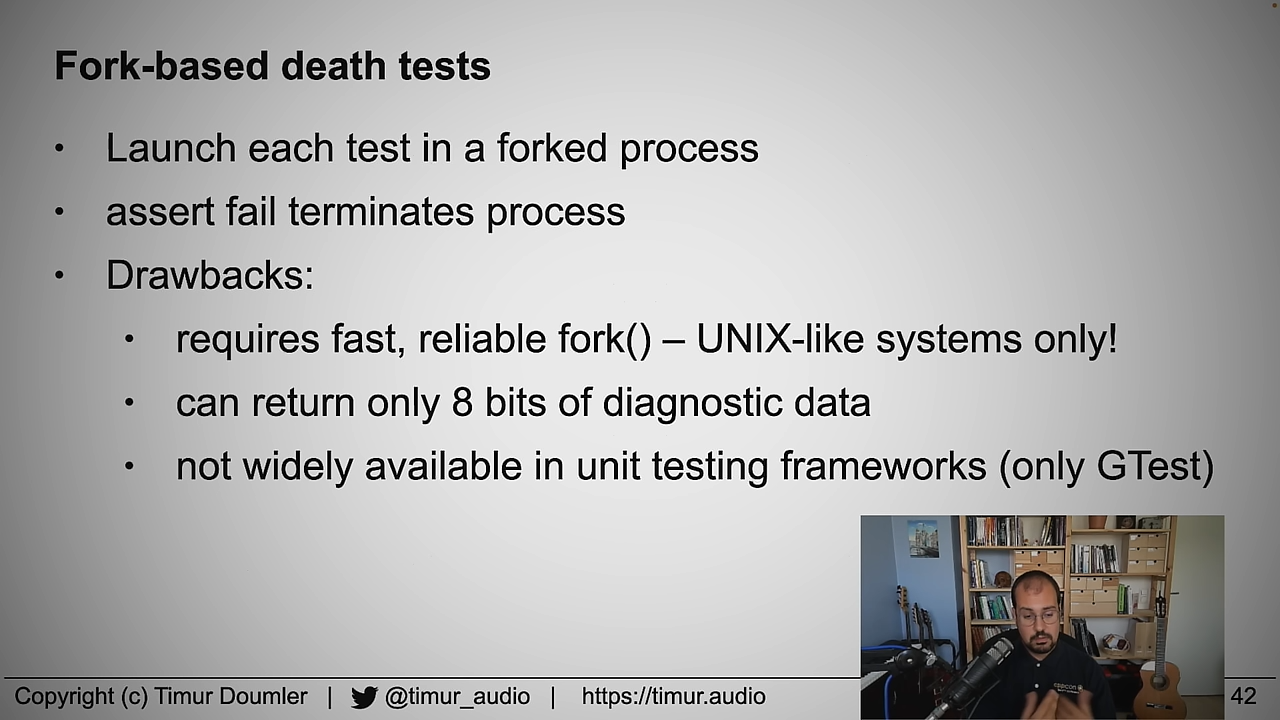 Fork-based death tests
• Launch each test in a forked process
• assert fail terminates process
• Drawbacks:
• requires fast, reliable fork() – UNIX-like systems only!
• can return only 8 bits of diagnostic data
• not widely available in unit testing frameworks (only GTest)
Copyright (c) Timur Doumler | @timur_audio | https://timur.audio 42